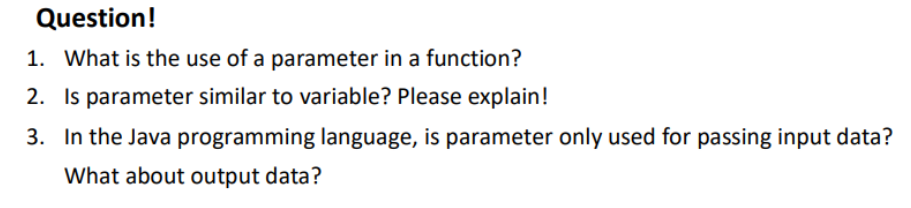 Question!
1. What is the use of a parameter in a function?
2. Is parameter similar to variable? Please explain!
3. In the Java programming language, is parameter only used for passing input data?
What about output data?